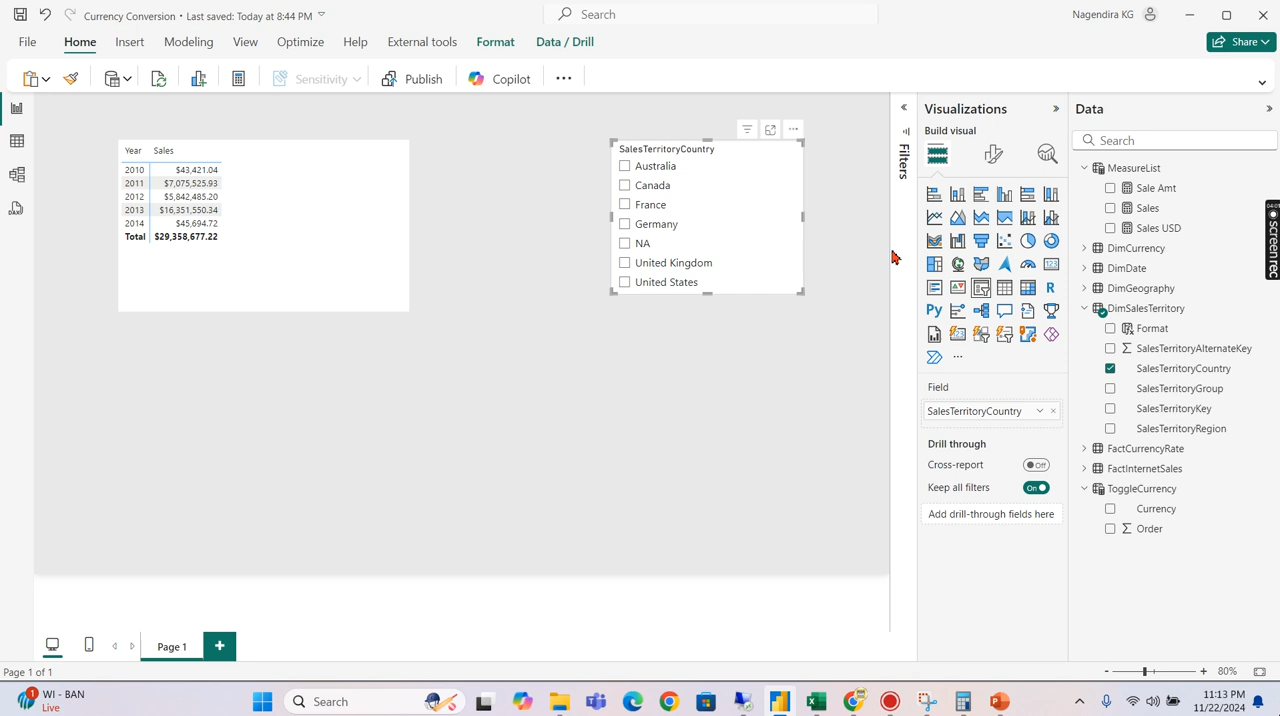 Currency Conversion • Last saved: Today at 8:44 PM
Search
Nagendira KG
File Home Insert Modeling View Optimize Help External tools Format Data / Drill
Share
Sensitivity
Publish
Copilot
Year Sales
2010 $43,421.04
2011 $7,075,525.93
2012 $5,842,485.20
2013 $16,351,550.34
2014 $45,694.72
Total $29,358,677.22
SalesTerritoryCountry
Australia
Canada
France
Germany
NA
United Kingdom
United States
Filters
Visualizations
Build visual
R
Py
Field
SalesTerritoryCountry
Drill through
Cross-report Off
Keep all filters On
Add drill-through fields here
Data
Search
MeasureList
Sale Amt
Sales
Sales USD
DimCurrency
DimDate
DimGeography
DimSalesTerritory
Format
SalesTerritoryAlternateKey
SalesTerritoryCountry
SalesTerritoryGroup
SalesTerritoryKey
SalesTerritoryRegion
FactCurrencyRate
FactInternetSales
ToggleCurrency
Currency
Order
screenrec
Page 1
Page 1 of 1
- + 80%
1
WI - BAN
Live
Search
11:13 PM
11/22/2024